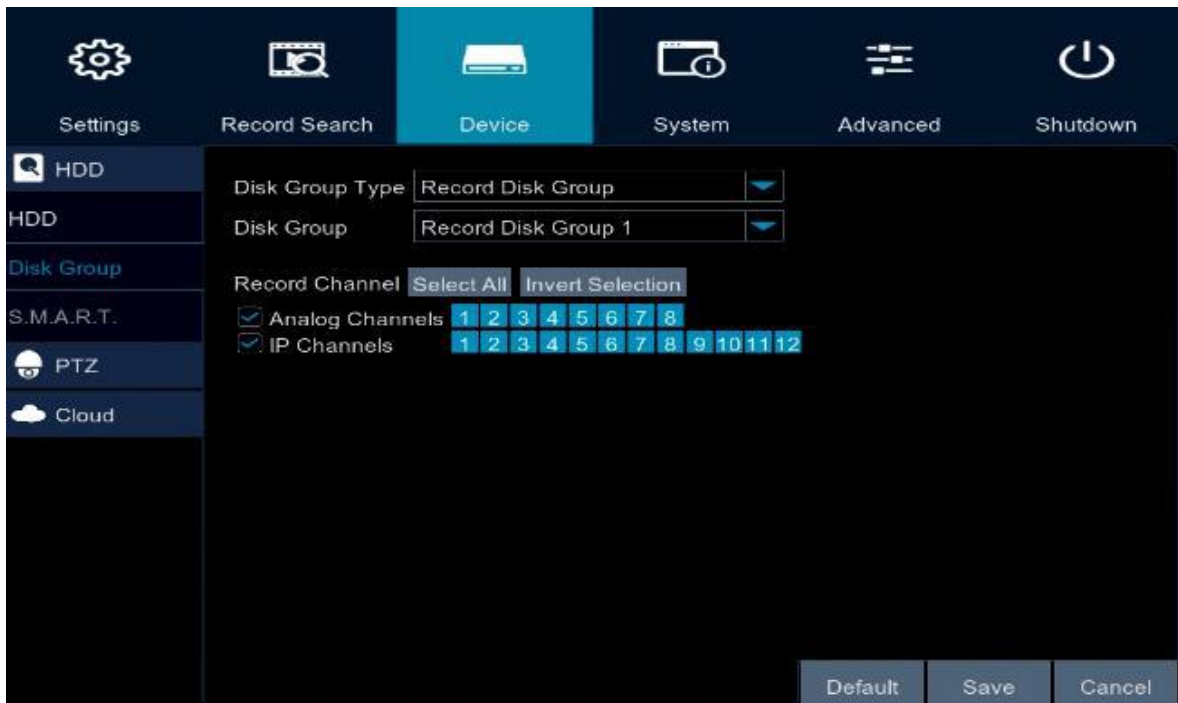 Settings Record Search Device System Advanced Shutdown
HDD
HDD
Disk Group
S.M.A.R.T.
PTZ
Cloud
Disk Group Type Record Disk Group
Disk Group Record Disk Group 1
Record Channel Select All Invert Selection
Analog Channels 1 2 3 4 5 6 7 8
IP Channels 1 2 3 4 5 6 7 8 9 10 11 12
Default Save Cancel